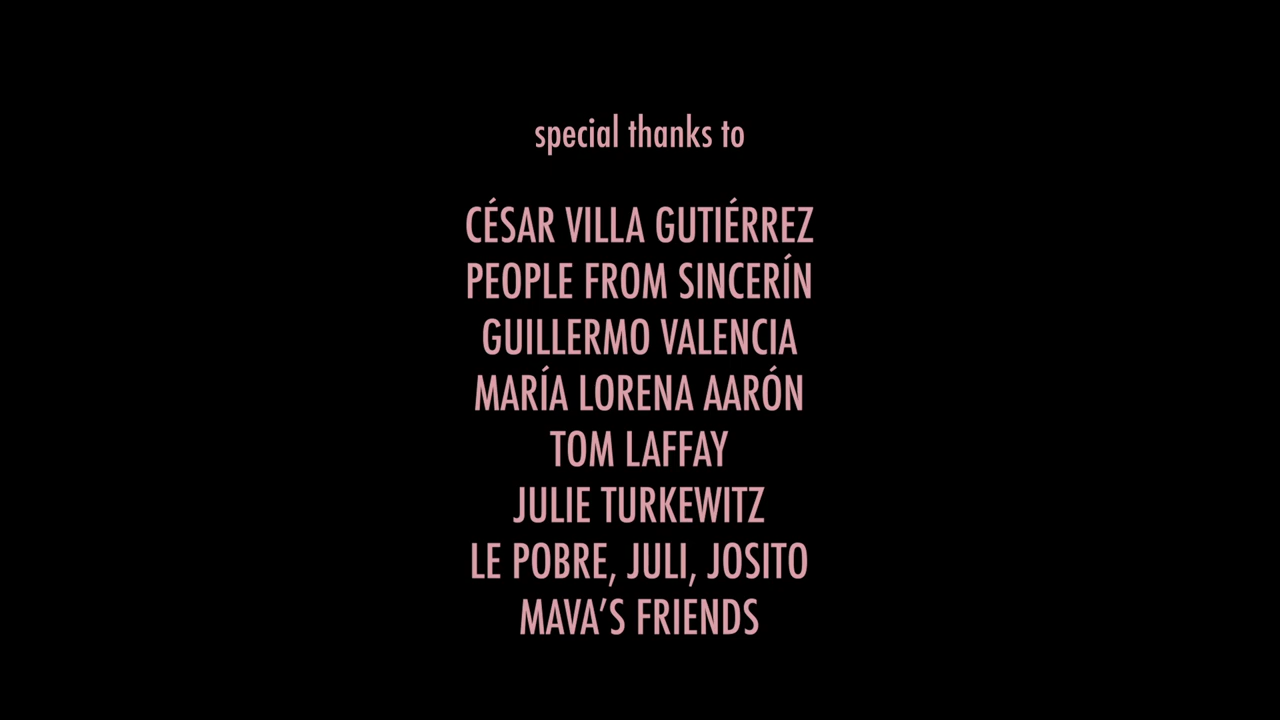 special thanks to
CÉSAR VILLA GUTIÉRREZ
PEOPLE FROM SINCERÍN
GUILLERMO VALENCIA
MARÍA LORENA AARÓN
TOM LAFFAY
JULIE TURKEWITZ
LE POBRE, JULI, JOSITO
MAVA’S FRIENDS